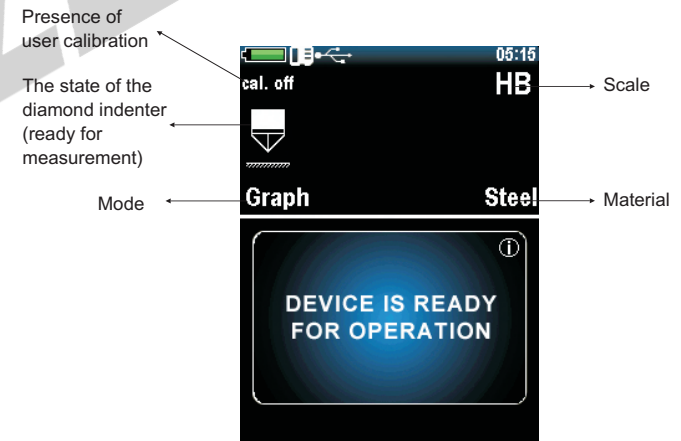 Presence of
user calibration
05:15
cal. off
HB
Scale
The state of the
diamond indenter
(ready for
measurement)
Mode
Graph
Steel
Material
DEVICE IS READY
FOR OPERATION